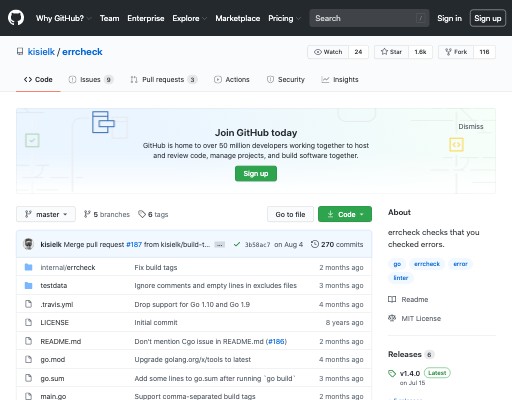 Why GitHub? Team Enterprise Explore Marketplace Pricing Search / Sign in Sign up
kisielk / errcheck Watch 24 Star 1.6k Fork 116
Code Issues 9 Pull requests 3 Actions Security Insights
Join GitHub today
Dismiss
GitHub is home to over 50 million developers working together to host
and review code, manage projects, and build software together.
Sign up
master 5 branches 6 tags Go to file Code
kisielk Merge pull request #187 from kisielk/build-t... ... 3b58ac7 on Aug 4 270 commits
internal/errcheck Fix build tags 2 months ago
testdata Ignore comments and empty lines in excludes files 3 months ago
.travis.yml Drop support for Go 1.10 and Go 1.9 4 months ago
LICENSE Initial commit 8 years ago
README.md Don't mention Cgo issue in README.md (#186) 2 months ago
go.mod Upgrade golang.org/x/tools to latest 4 months ago
go.sum Add some lines to go.sum after running `go build` 3 months ago
main.go Support comma-separated build tags 2 months ago
About
errcheck checks that you
checked errors.
go errcheck error
linter
Readme
MIT License
Releases 6
v1.4.0 Latest
on Jul 15